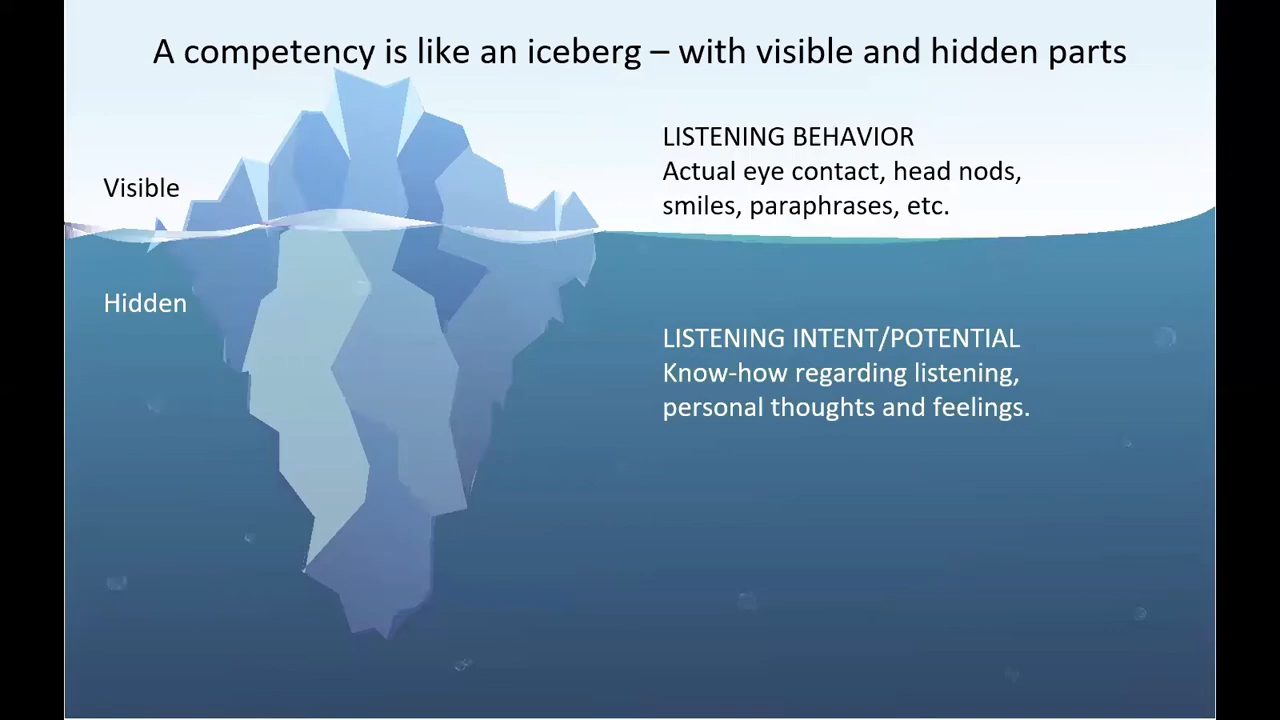 A competency is like an iceberg – with visible and hidden parts
LISTENING BEHAVIOR
Actual eye contact, head nods,
smiles, paraphrases, etc.
Visible
Hidden
LISTENING INTENT/POTENTIAL
Know-how regarding listening,
personal thoughts and feelings.